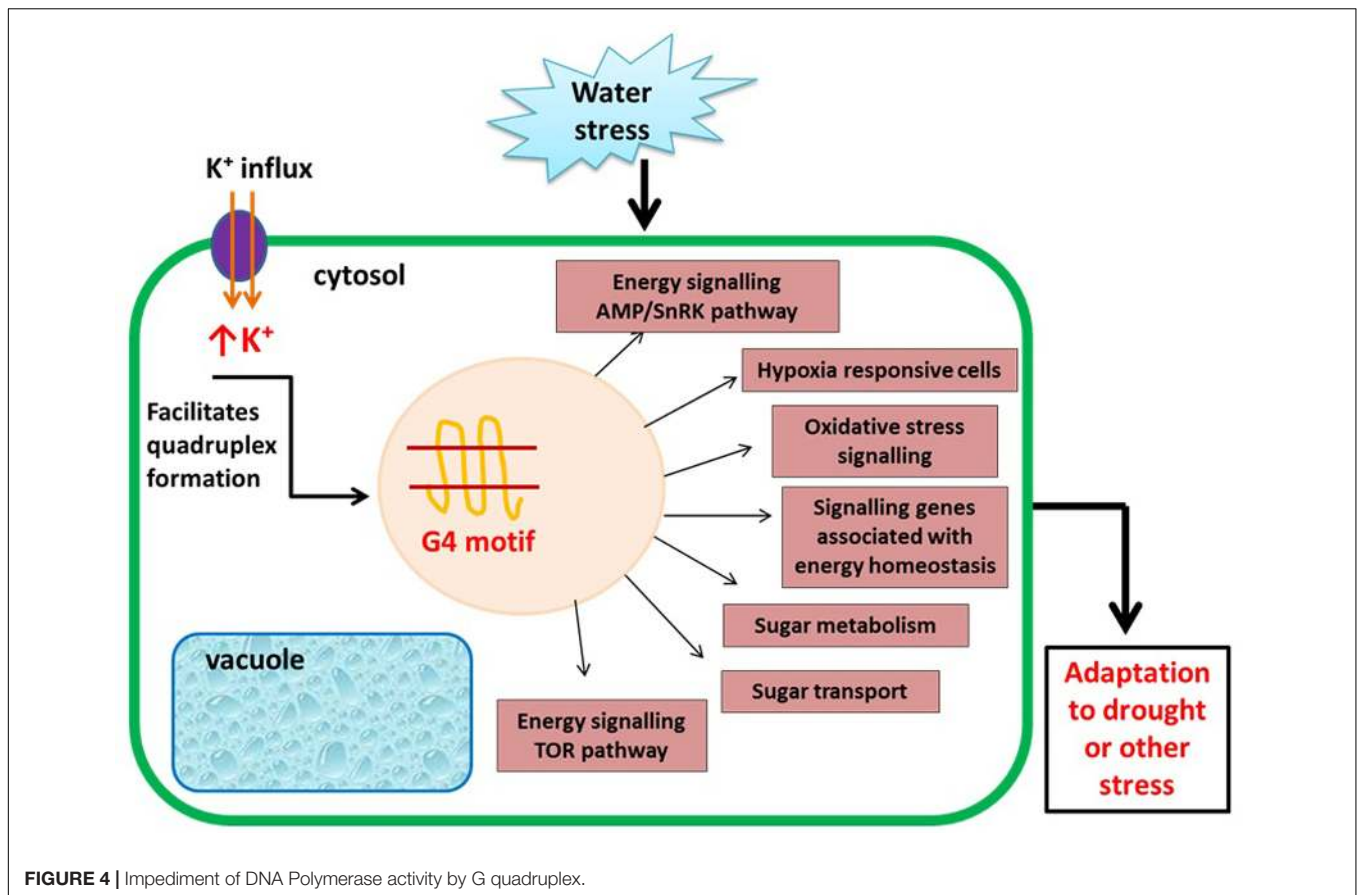 Water
stress
K⁺ influx
cytosol
↑K⁺
Facilitates
quadruplex
formation
G4 motif
Energy signalling
AMP/SnRK pathway
Hypoxia responsive cells
Oxidative stress
signalling
Signalling genes
associated with
energy homeostasis
Sugar metabolism
Sugar transport
Energy signalling
TOR pathway
vacuole
Adaptation
to drought
or other
stress
FIGURE 4 | Impediment of DNA Polymerase activity by G quadruplex.